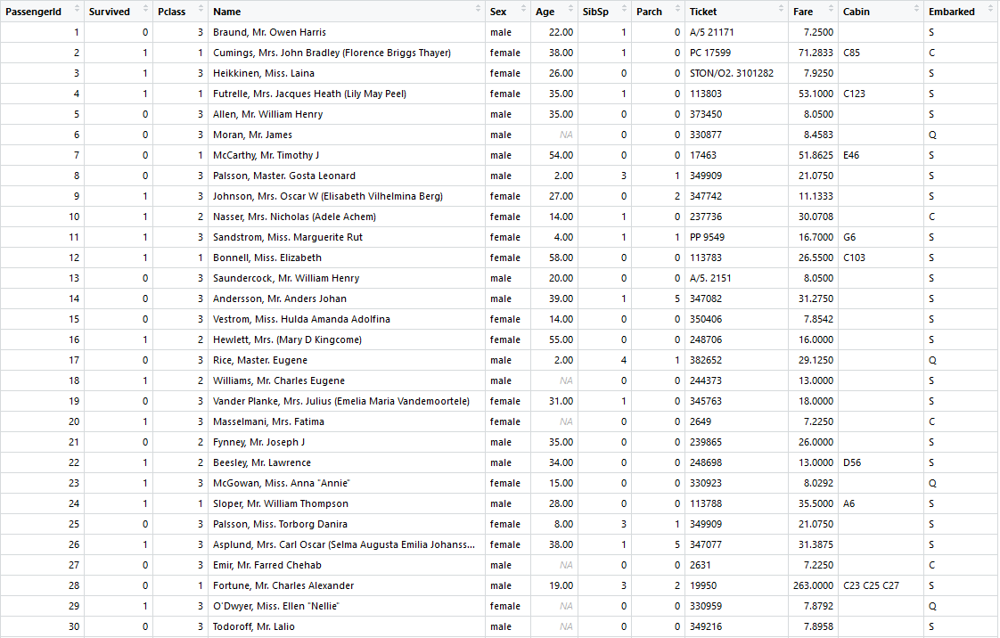 PassengerId Survived Pclass Name Sex Age SibSp Parch Ticket Fare Cabin Embarked
1 0 3 Braund, Mr. Owen Harris male 22.00 1 0 A/5 21171 7.2500 S
2 1 1 Cumings, Mrs. John Bradley (Florence Briggs Thayer) female 38.00 1 0 PC 17599 71.2833 C85 C
3 1 3 Heikkinen, Miss. Laina female 26.00 0 0 STON/O2. 3101282 7.9250 S
4 1 1 Futrelle, Mrs. Jacques Heath (Lily May Peel) female 35.00 1 0 113803 53.1000 C123 S
5 0 3 Allen, Mr. William Henry male 35.00 0 0 373450 8.0500 S
6 0 3 Moran, Mr. James male NA 0 0 330877 8.4583 Q
7 0 1 McCarthy, Mr. Timothy J male 54.00 0 0 17463 51.8625 E46 S
8 0 3 Palsson, Master. Gosta Leonard male 2.00 3 1 349909 21.0750 S
9 1 3 Johnson, Mrs. Oscar W (Elisabeth Vilhelmina Berg) female 27.00 0 2 347742 11.1333 S
10 1 2 Nasser, Mrs. Nicholas (Adele Achem) female 14.00 1 0 237736 30.0708 C
11 1 3 Sandstrom, Miss. Marguerite Rut female 4.00 1 1 PP 9549 16.7000 G6 S
12 1 1 Bonnell, Miss. Elizabeth female 58.00 0 0 113783 26.5500 C103 S
13 0 3 Saundercock, Mr. William Henry male 20.00 0 0 A/5. 2151 8.0500 S
14 0 3 Andersson, Mr. Anders Johan male 39.00 1 5 347082 31.2750 S
15 0 3 Vestrom, Miss. Hulda Amanda Adolfina female 14.00 0 0 350406 7.8542 S
16 1 2 Hewlett, Mrs. (Mary D Kingcome) female 55.00 0 0 248706 16.0000 S
17 0 3 Rice, Master. Eugene male 2.00 4 1 382652 29.1250 Q
18 1 2 Williams, Mr. Charles Eugene male NA 0 0 244373 13.0000 S
19 0 3 Vander Planke, Mrs. Julius (Emelia Maria Vandemoortele) female 31.00 1 0 345763 18.0000 S
20 1 3 Masselmani, Mrs. Fatima female NA 0 0 2649 7.2250 C
21 0 2 Fynney, Mr. Joseph J male 35.00 0 0 239865 26.0000 S
22 1 2 Beesley, Mr. Lawrence male 34.00 0 0 248698 13.0000 D56 S
23 1 3 McGowan, Miss. Anna "Annie" female 15.00 0 0 330923 8.0292 Q
24 1 1 Sloper, Mr. William Thompson male 28.00 0 0 113788 35.5000 A6 S
25 0 3 Palsson, Miss. Torborg Danira female 8.00 3 1 349909 21.0750 S
26 1 3 Asplund, Mrs. Carl Oscar (Selma Augusta Emilia Johanss... female 38.00 1 5 347077 31.3875 S
27 0 3 Emir, Mr. Farred Chehab male NA 0 0 2631 7.2250 C
28 0 1 Fortune, Mr. Charles Alexander male 19.00 3 2 19950 263.0000 C23 C25 C27 S
29 1 3 O'Dwyer, Miss. Ellen "Nellie" female NA 0 0 330959 7.8792 Q
30 0 3 Todoroff, Mr. Lalio male NA 0 0 349216 7.8958 S